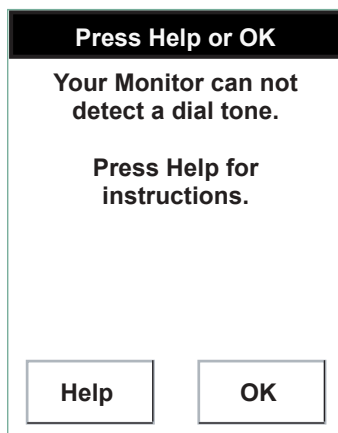 Press Help or OK
Your Monitor can not
detect a dial tone.
Press Help for
instructions.
Help
OK